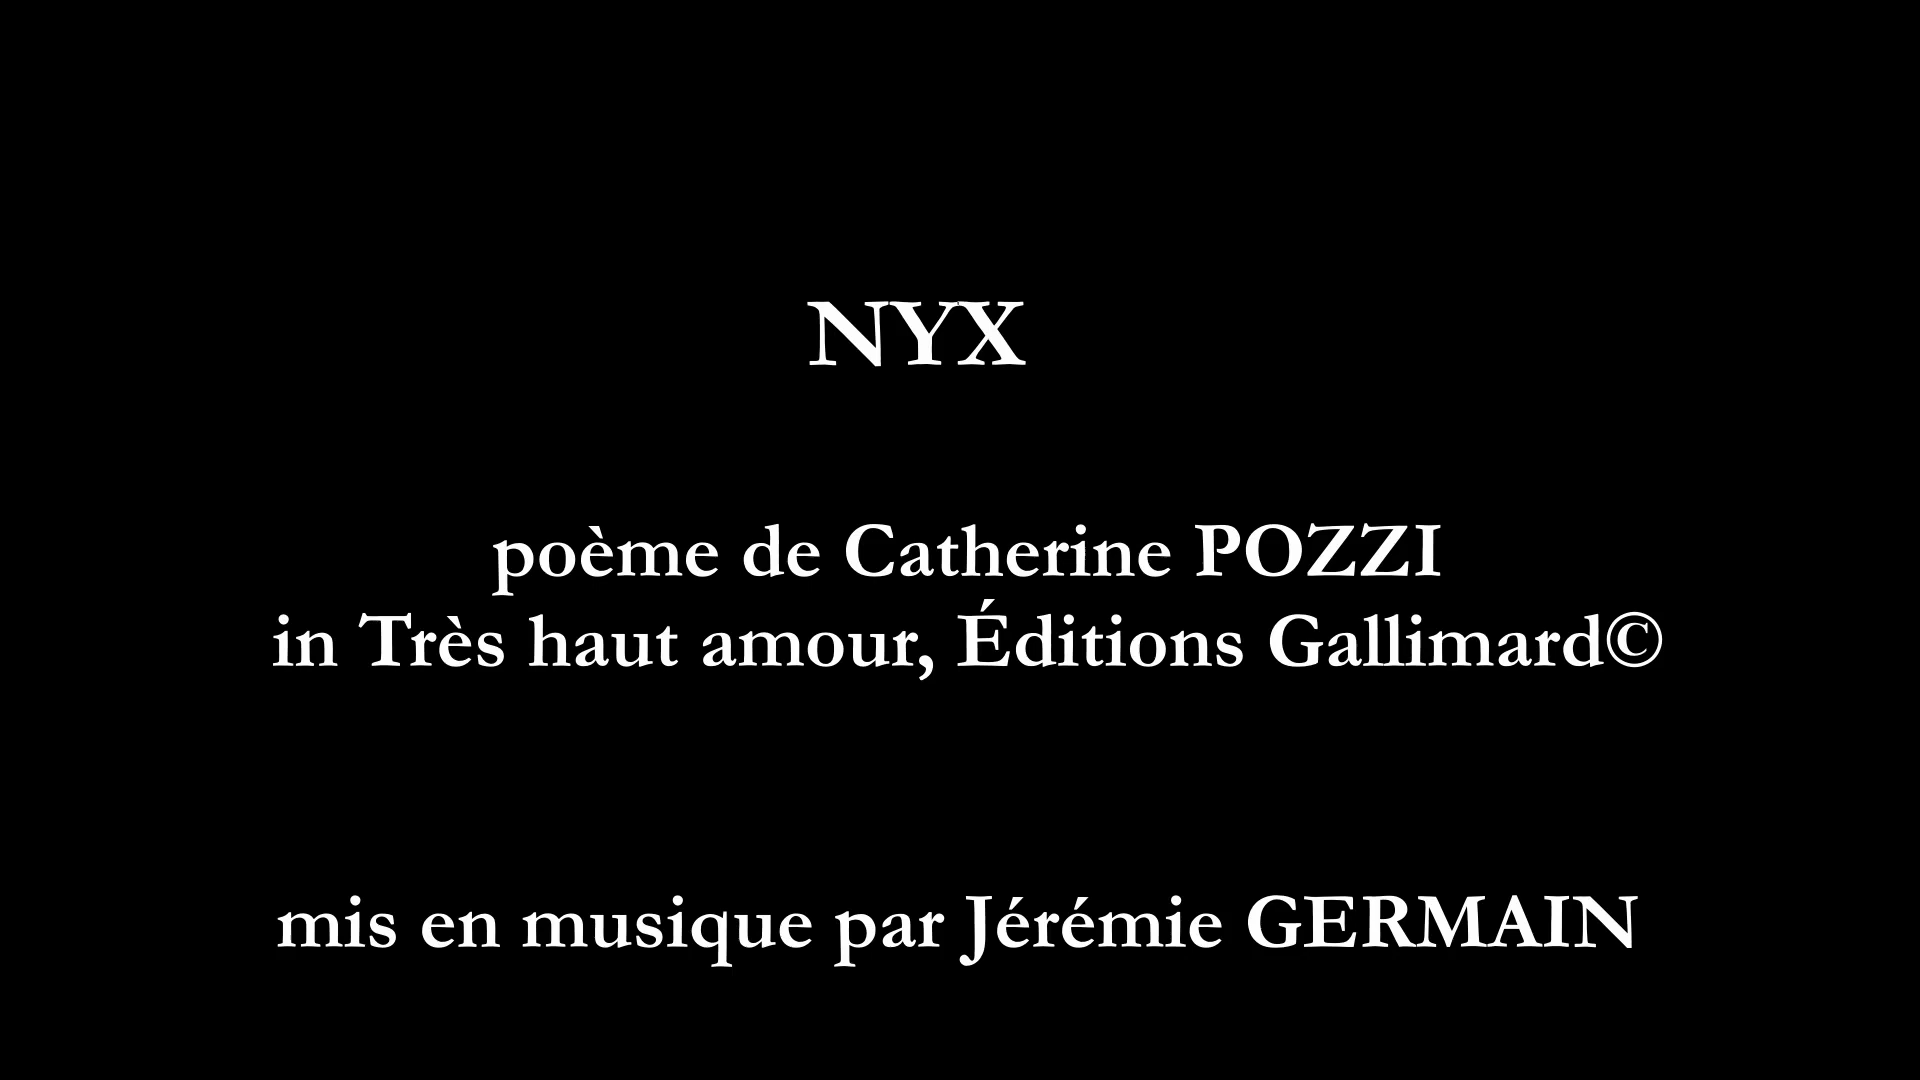 NYX
poème de Catherine POZZI
in Très haut amour, Éditions Gallimard©
mis en musique par Jérémie GERMAIN